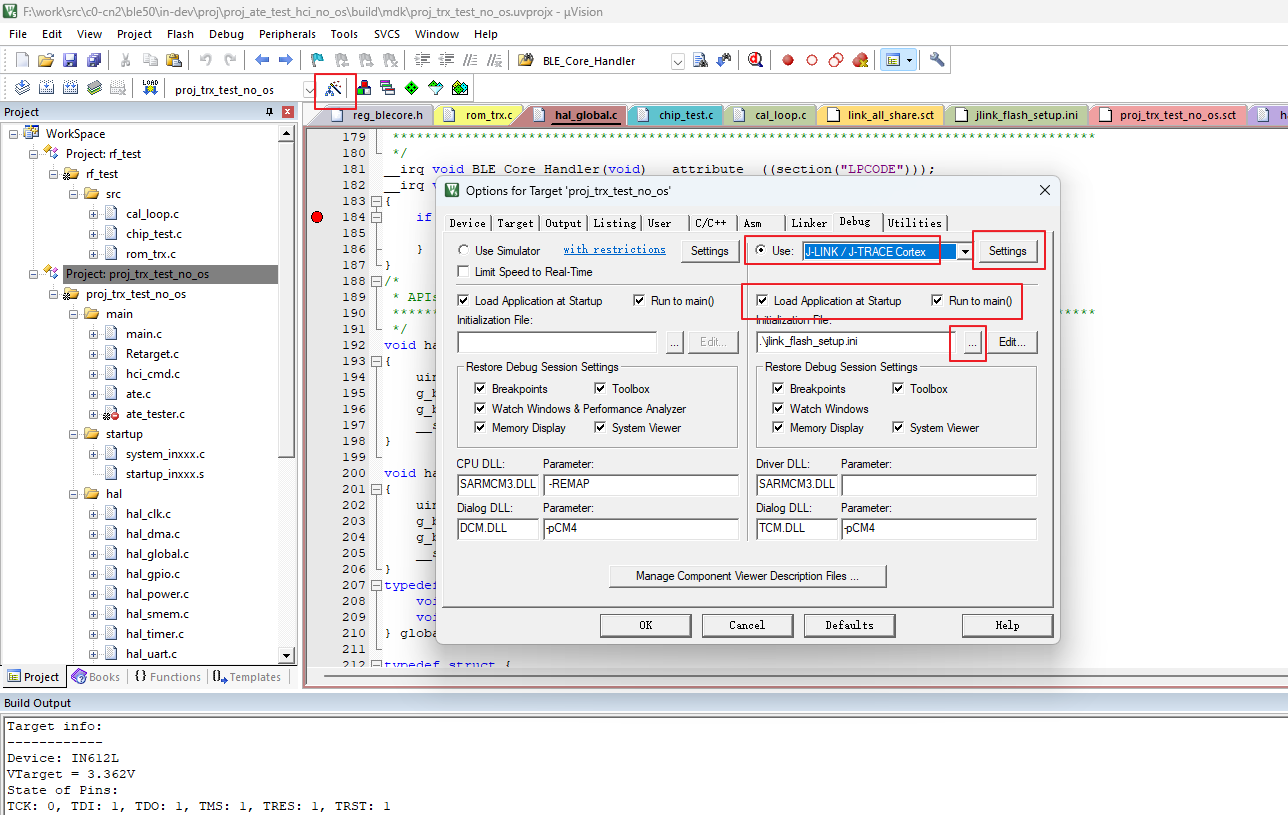 F:\work\src\c0-cn2\ble50\in-dev\proj\proj_ate_test_hci_no_os\build\mdk\proj_trx_test_no_os.uvprojx - µVision
File Edit View Project Flash Debug Peripherals Tools SVCS Window Help
BLE_Core_Handler
LOAD proj_trx_test_no_os
Project
WorkSpace
Project: rf_test
rf_test
src
cal_loop.c
chip_test.c
rom_trx.c
Project: proj_trx_test_no_os
proj_trx_test_no_os
main
main.c
Retarget.c
hci_cmd.c
ate.c
ate_tester.c
startup
system_inxxx.c
startup_inxxx.s
hal
hal_clk.c
hal_dma.c
hal_global.c
hal_gpio.c
hal_power.c
hal_smem.c
hal_timer.c
hal_uart.c
Project Books {} Functions Templates
reg_blecore.h rom_trx.c hal_global.c chip_test.c cal_loop.c link_all_share.sct jlink_flash_setup.ini proj_trx_test_no_os.sct
179 ****************************************************************************************
180 */
181 __irq void BLE_Core_Handler(void) __attribute__((section("LPCODE")));
182 __irq v
183 {
184 if
185
186 }
187 }
188 /*
189 * APIs
190
191 */
192 void ha
193 {
194 uin
195 g_b
196 g_b
197 __s
198 }
199
200 void ha
201 {
202 uin
203 g_b
204 g_b
205 __s
206 }
207 typedef
208 voi
209 voi
210 } globa
211
212 typedef struct {
Options for Target 'proj_trx_test_no_os'
Device Target Output Listing User C/C++ Asm Linker Debug Utilities
Use Simulator with restrictions Settings
Limit Speed to Real-Time
Load Application at Startup Run to main()
Initialization File:
... Edit...
Restore Debug Session Settings
Breakpoints Toolbox
Watch Windows & Performance Analyzer
Memory Display System Viewer
CPU DLL: Parameter:
SARMCM3.DLL -REMAP
Dialog DLL: Parameter:
DCM.DLL -pCM4
Use: J-LINK / J-TRACE Cortex Settings
Load Application at Startup Run to main()
Initialization File:
.\jlink_flash_setup.ini ... Edit...
Restore Debug Session Settings
Breakpoints Toolbox
Watch Windows
Memory Display System Viewer
Driver DLL: Parameter:
SARMCM3.DLL
Dialog DLL: Parameter:
TCM.DLL -pCM4
Manage Component Viewer Description Files ...
OK Cancel Defaults Help
Build Output
Target info:
------------
Device: IN612L
VTarget = 3.362V
State of Pins:
TCK: 0, TDI: 1, TDO: 1, TMS: 1, TRES: 1, TRST: 1